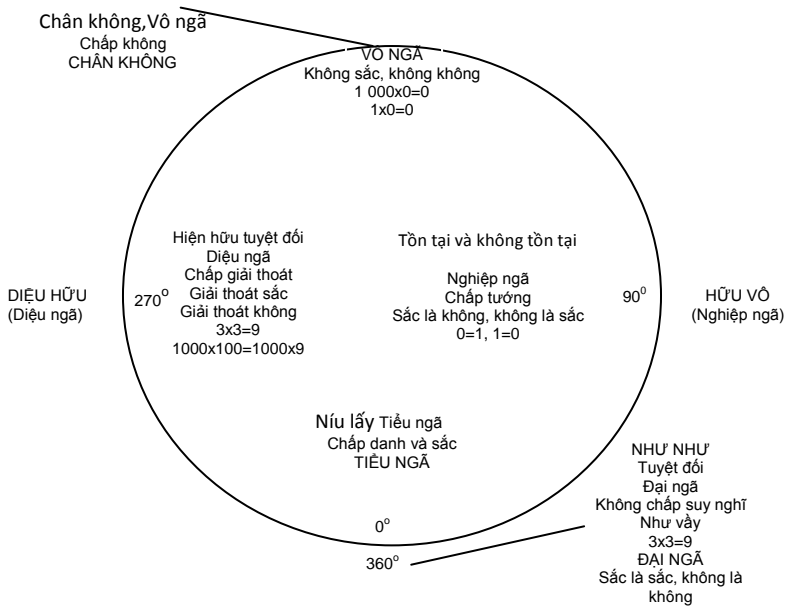 Chân không,Vô ngã
Chấp không
CHÂN KHÔNG
VÔ NGÃ
Không sắc, không không
1 000x0=0
1x0=0
Hiện hữu tuyệt đối
Diệu ngã
Chấp giải thoát
Giải thoát sắc
Giải thoát không
3x3=9
1000x100=1000x9
Tồn tại và không tồn tại
Nghiệp ngã
Chấp tướng
Sắc là không, không là sắc
0=1, 1=0
DIỆU HỮU
(Diệu ngã)
270⁰
90⁰
HỮU VÔ
(Nghiệp ngã)
Níu lấy Tiểu ngã
Chấp danh và sắc
TIỂU NGÃ
0⁰
360⁰
NHƯ NHƯ
Tuyệt đối
Đại ngã
Không chấp suy nghĩ
Như vầy
3x3=9
ĐẠI NGÃ
Sắc là sắc, không là
không